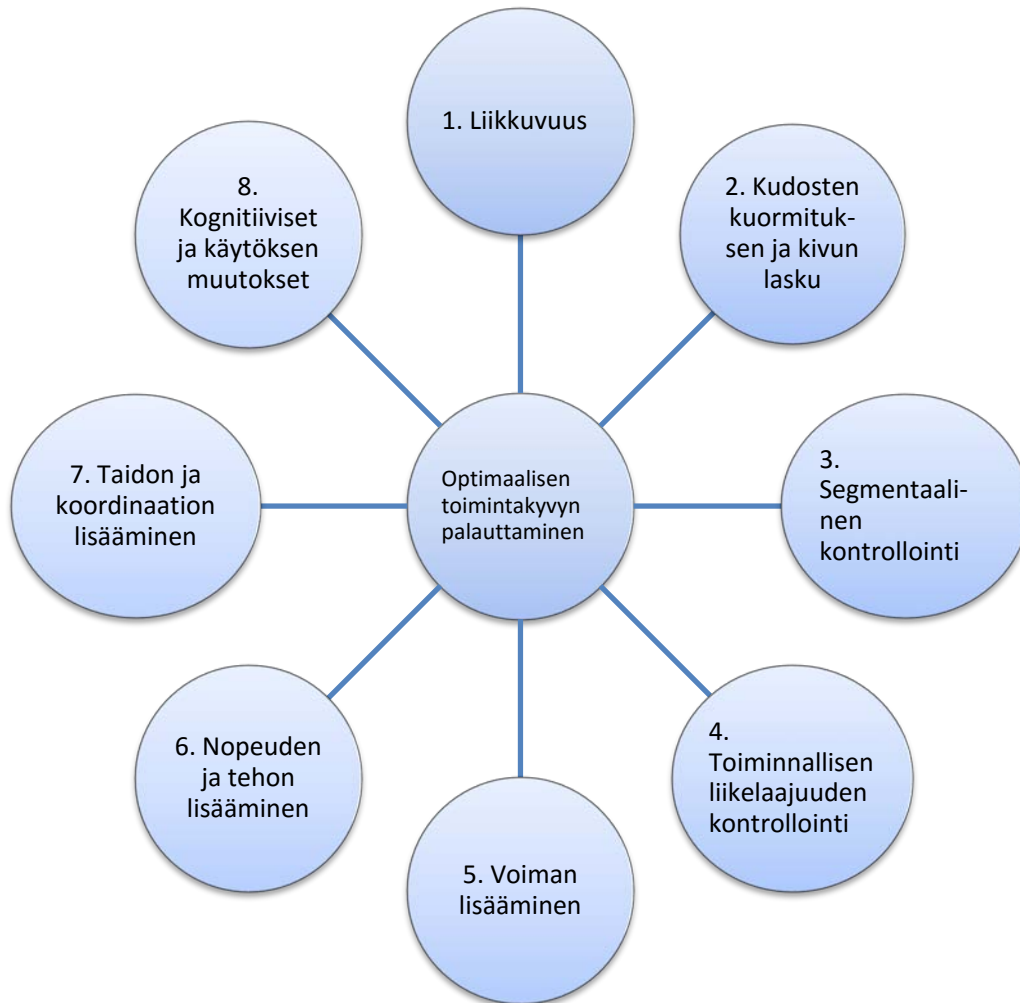 1. Liikkuvuus
2. Kudosten
kuormituk-
sen ja kivun
lasku
3.
Segmentaali-
nen
kontrollointi
4.
Toiminnallisen
liikelaajuuden
kontrollointi
5. Voiman
lisääminen
6. Nopeuden
ja tehon
lisääminen
7. Taidon ja
koordinaation
lisääminen
8.
Kognitiiviset
ja käytöksen
muutokset
Optimaalisen
toimintakyvyn
palauttaminen